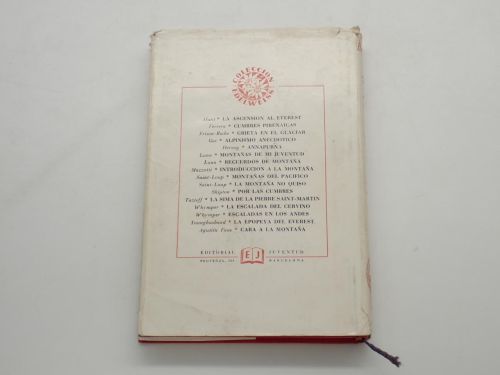 COLECCION
EDELWEISS
Hunt * LA ASCENSION AL EVEREST
Ferrera * CUMBRES PIRENAICAS
Frison-Roche * GRIETA EN EL GLACIAR
* ALPINISMO ANECDOTICO
Herzog * ANNAPURNA
Lana * MONTAÑAS DE MI JUVENTUD
Lana * RECUERDOS DE MONTAÑA
Mazzotti * INTRODUCCION A LA MONTAÑA
Saint-Loup * MONTAÑAS DEL PACIFICO
Saint-Loup * LA MONTAÑA NO QUISO
Shipton * POR LAS CUMBRES
Tazieff * LA SIMA DE LA PIERRE SAINT-MARTIN
Whymper * LA ESCALADA DEL CERVINO
Whymper * ESCALADAS EN LOS ANDES
Younghusband * LA EPOPEYA DEL EVEREST
Agustín Faus * CARA A LA MONTAÑA
EDITORIAL EJ JUVENTUD
PROVENZA, BARCELONA